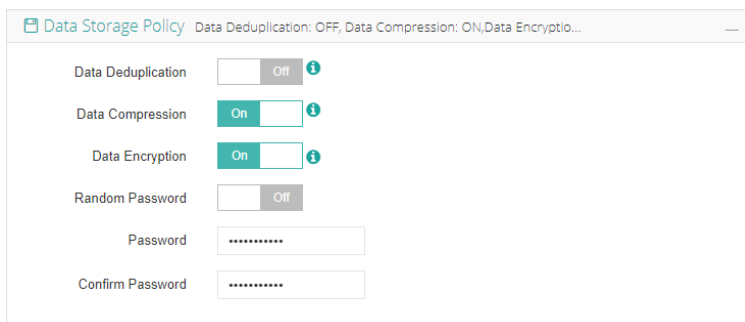 Data Storage Policy Data Deduplication: OFF, Data Compression: ON,Data Encryptio...
Data Deduplication Off
Data Compression On
Data Encryption On
Random Password Off
Password •••••••••••
Confirm Password •••••••••••